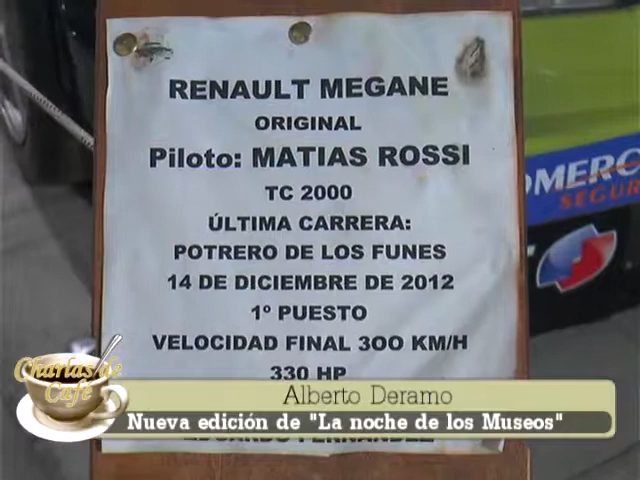 RENAULT MEGANE
ORIGINAL
Piloto: MATIAS ROSSI
TC 2000
ÚLTIMA CARRERA:
POTRERO DE LOS FUNES
14 DE DICIEMBRE DE 2012
1º PUESTO
VELOCIDAD FINAL 300 KM/H
330 HP
OMERC
SEGUR
Charlas de
Café
Alberto Deramo
Nueva edición de "La noche de los Museos"